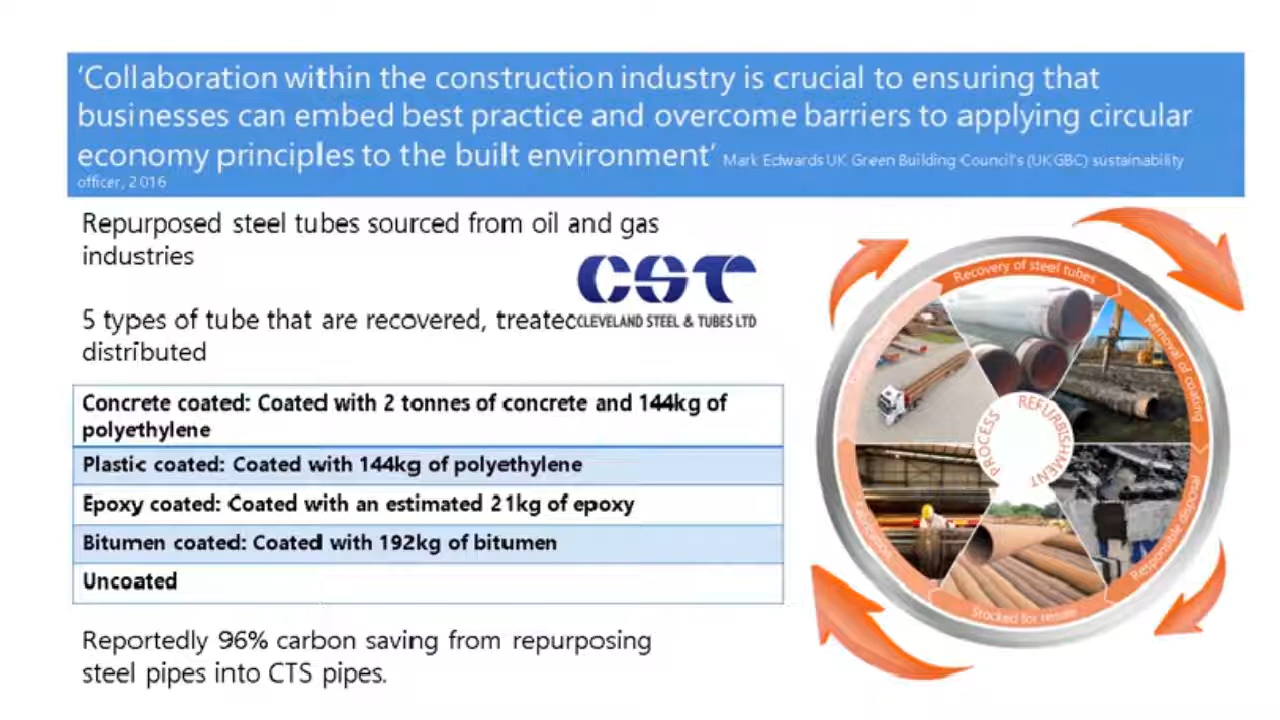 ‘Collaboration within the construction industry is crucial to ensuring that
businesses can embed best practice and overcome barriers to applying circular
economy principles to the built environment’ Mark Edwards UK Green Building Council's (UKGBC) sustainability
officer, 2016
Repurposed steel tubes sourced from oil and gas
industries
CST
5 types of tube that are recovered, treated
CLEVELAND STEEL & TUBES LTD
distributed
Concrete coated: Coated with 2 tonnes of concrete and 144kg of
polyethylene
Plastic coated: Coated with 144kg of polyethylene
Epoxy coated: Coated with an estimated 21kg of epoxy
Bitumen coated: Coated with 192kg of bitumen
Uncoated
Reportedly 96% carbon saving from repurposing
steel pipes into CTS pipes.
Recovery of steel tubes
Removal of coating
Responsible disposal
Stocked for resale
REFURBISHMENT
PROCESS